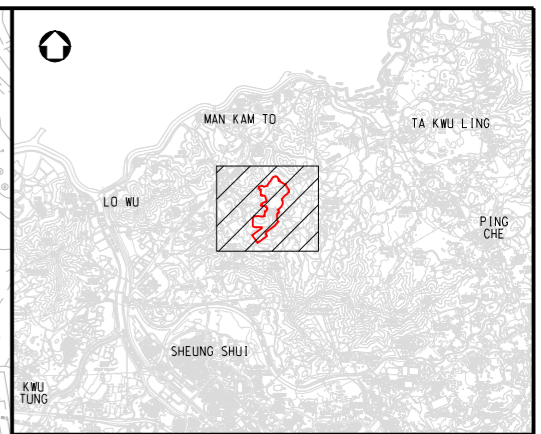 MAN KAM TO
TA KWU LING
LO WU
PING
CHE
SHEUNG SHUI
KWU
TUNG